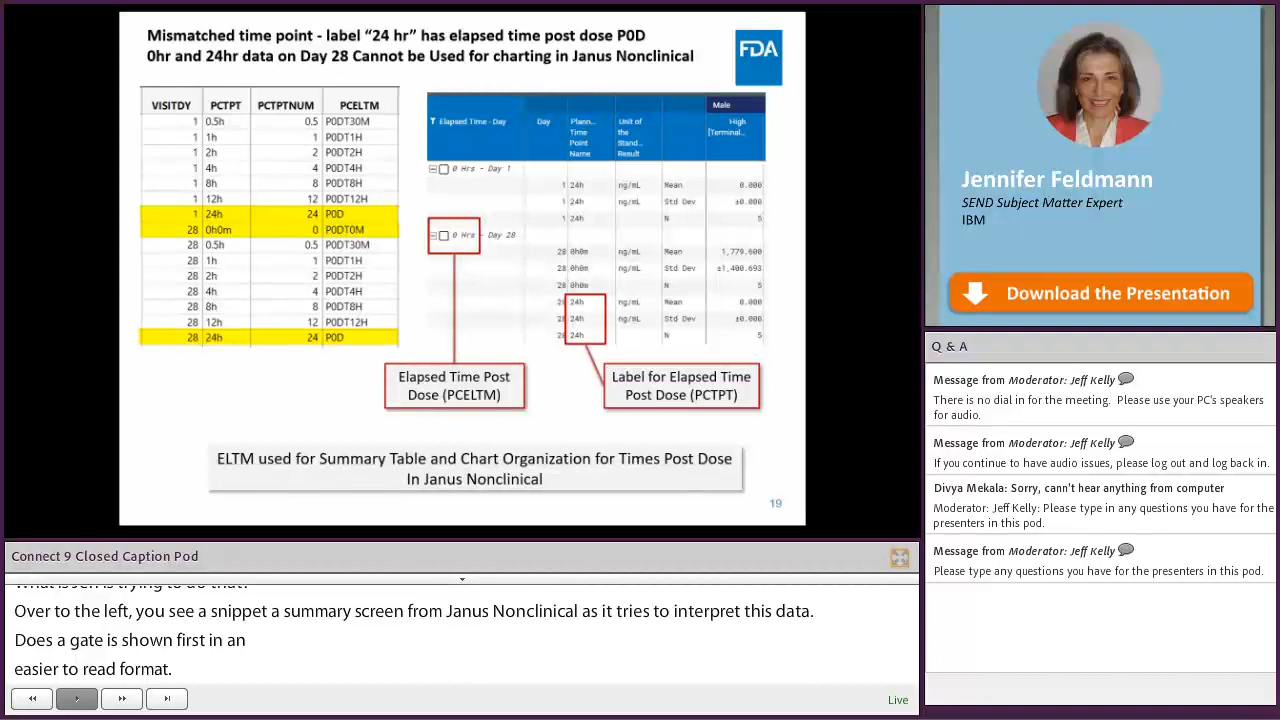 Mismatched time point - label “24 hr” has elapsed time post dose P0D
0hr and 24hr data on Day 28 Cannot be Used for charting in Janus Nonclinical
FDA
VISITDY PCTPT PCTPTNUM PCELTM
1 0.5h 0.5 P0DT30M
1 1h 1 P0DT1H
1 2h 2 P0DT2H
1 4h 4 P0DT4H
1 8h 8 P0DT8H
1 12h 12 P0DT12H
1 24h 24 P0D
28 0h0m 0 P0DT0M
28 0.5h 0.5 P0DT30M
28 1h 1 P0DT1H
28 2h 2 P0DT2H
28 4h 4 P0DT4H
28 8h 8 P0DT8H
28 12h 12 P0DT12H
28 24h 24 P0D
Male
Elapsed Time - Day Day Plann... Unit of High
Time the [Terminal...
Point Stand...
Name Result
0 Hrs - Day 1
1 24h ng/mL Mean 0.000
1 24h ng/mL Std Dev ±0.000
1 24h N 5
0 Hrs - Day 28
28 0h0m ng/mL Mean 1,779.600
28 0h0m ng/mL Std Dev ±1,400.693
28 0h0m N 5
28 24h ng/mL Mean 0.000
28 24h ng/mL Std Dev ±0.000
28 24h N 5
Elapsed Time Post
Dose (PCELTM)
Label for Elapsed Time
Post Dose (PCTPT)
ELTM used for Summary Table and Chart Organization for Times Post Dose
In Janus Nonclinical
19
Jennifer Feldmann
SEND Subject Matter Expert
IBM
Download the Presentation
Q & A
Message from Moderator: Jeff Kelly
There is no dial in for the meeting. Please use your PC's speakers
for audio.
Message from Moderator: Jeff Kelly
If you continue to have audio issues, please log out and log back in.
Divya Mekala: Sorry, cann't hear anything from computer
Moderator: Jeff Kelly: Please type in any questions you have for the
presenters in this pod.
Message from Moderator: Jeff Kelly
Please type any questions you have for the presenters in this pod.
Connect 9 Closed Caption Pod
Over to the left, you see a snippet a summary screen from Janus Nonclinical as it tries to interpret this data.
Does a gate is shown first in an
easier to read format.
Live